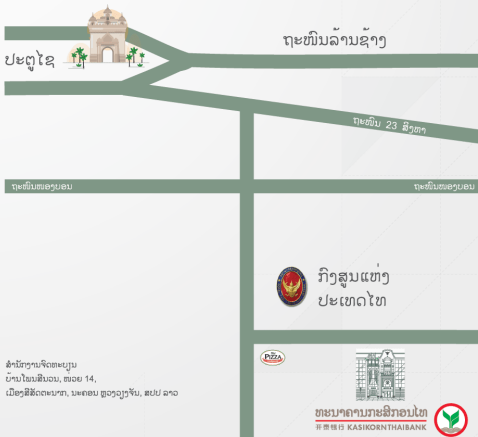 ຖະໜົນລ້ານຊ້າງ
ປະຕູໄຊ
ຖະໜົນ 23 ສິງຫາ
ຖະໜົນໜອງບອນ
ຖະໜົນໜອງບອນ
ກົງສູນແຫ່ງ
ປະເທດໄທ
PIZZA
ສຳນັກງານຈົດທະບຽນ
ບ້ານໂພນສີນວນ, ໜ່ວຍ 14,
ເມືອງສີສັດຕະນາກ, ນະຄອນ ຫຼວງວຽງຈັນ, ສປປ ລາວ
ທະນາຄານກະສິກອນໄທ
开泰银行 KASIKORNTHAIBANK